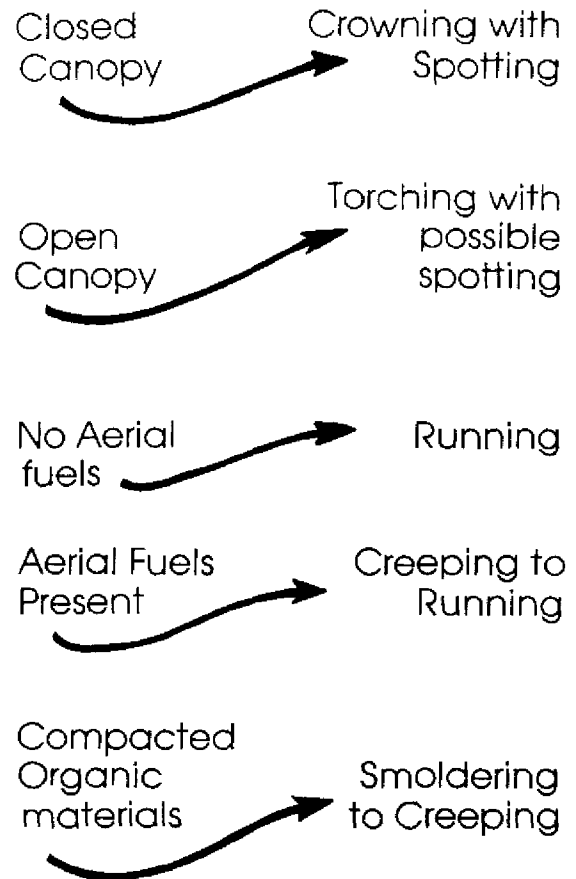 Closed
Canopy
Crowning with
Spotting
Open
Canopy
Torching with
possible
spotting
No Aerial
fuels
Running
Aerial Fuels
Present
Creeping to
Running
Compacted
Organic
materials
Smoldering
to Creeping